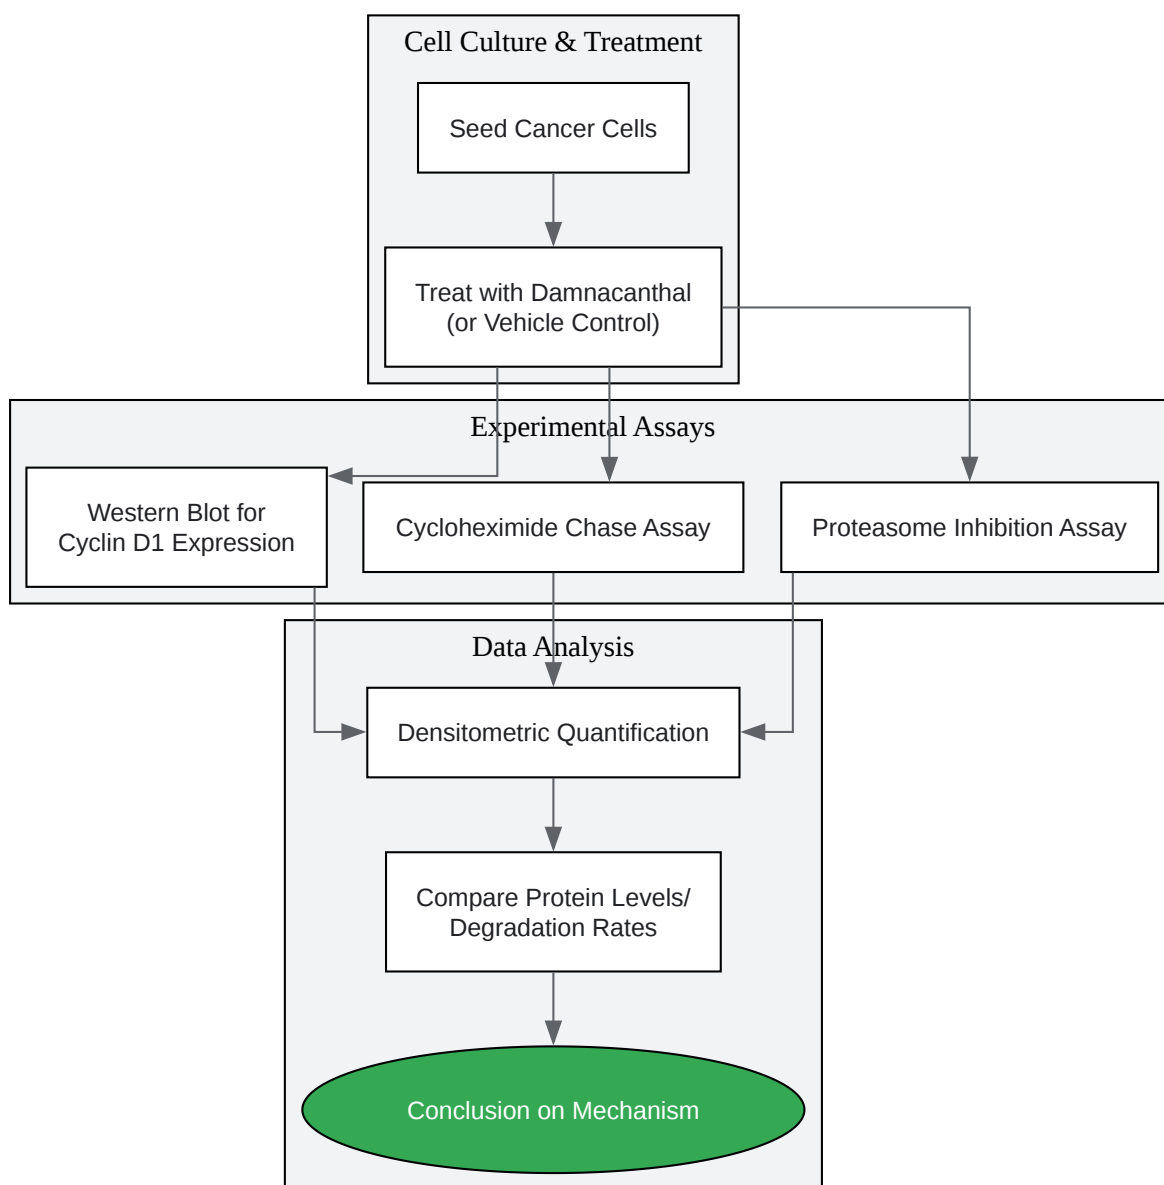 Cell Culture & Treatment
Seed Cancer Cells
Treat with Damnacanthal
(or Vehicle Control)
Experimental Assays
Western Blot for
Cyclin D1 Expression
Cycloheximide Chase Assay
Proteasome Inhibition Assay
Data Analysis
Densitometric Quantification
Compare Protein Levels/
Degradation Rates
Conclusion on Mechanism